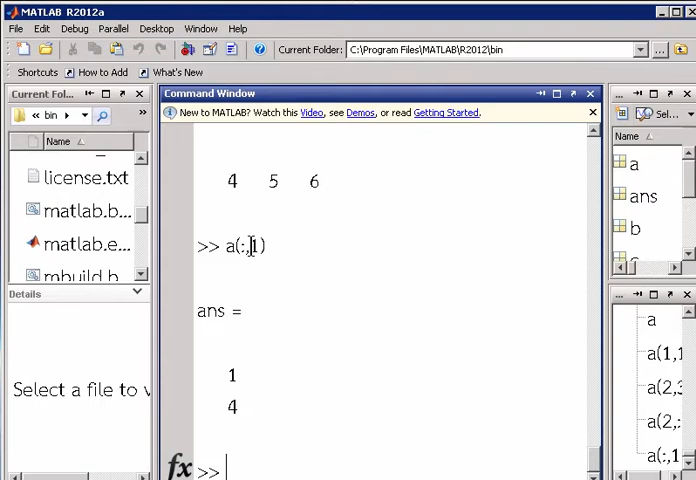 MATLAB R2012a
File Edit Debug Parallel Desktop Window Help
Current Folder: C:\Program Files\MATLAB\R2012\bin ...
Shortcuts How to Add What's New
Current Fol...
« bin
Name
license.txt
matlab.b...
matlab.e...
mbuild.b
Details
Select a file to v
Command Window
New to MATLAB? Watch this Video, see Demos, or read Getting Started.
4 5 6
>> a(:,1)
ans =
1
4
fx >>
...
Sel...
Name
a
ans
b
...
a
a(1,1
a(2,3
a(2,:
a(:,1